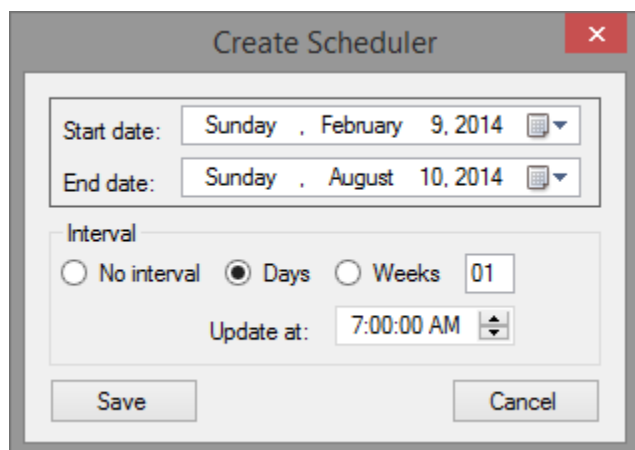 Create Scheduler
Start date: Sunday , February 9, 2014
End date: Sunday , August 10, 2014
Interval
No interval Days Weeks 01
Update at: 7:00:00 AM
Save Cancel